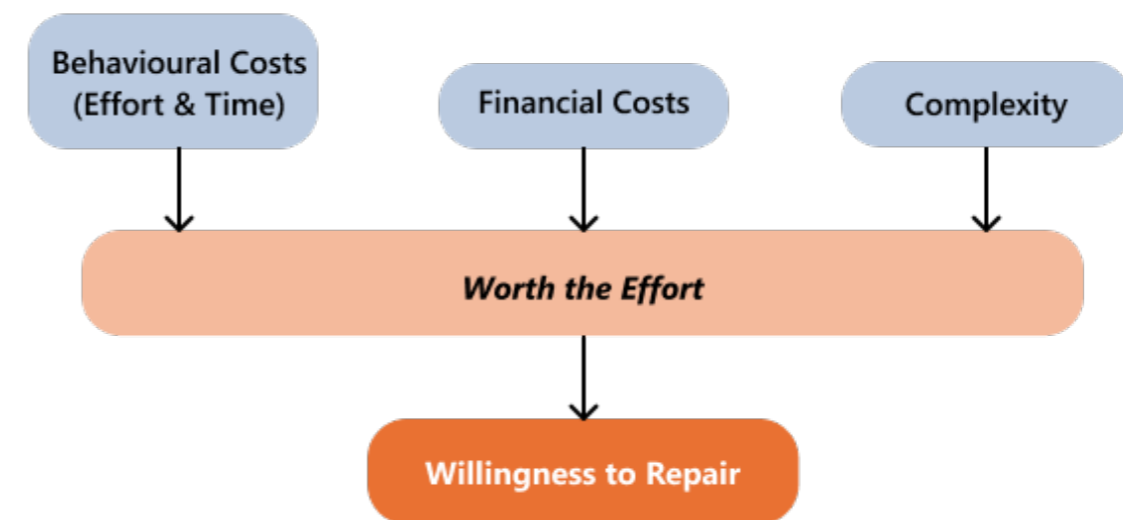 Behavioural Costs
(Effort & Time)
Financial Costs
Complexity
Worth the Effort
Willingness to Repair